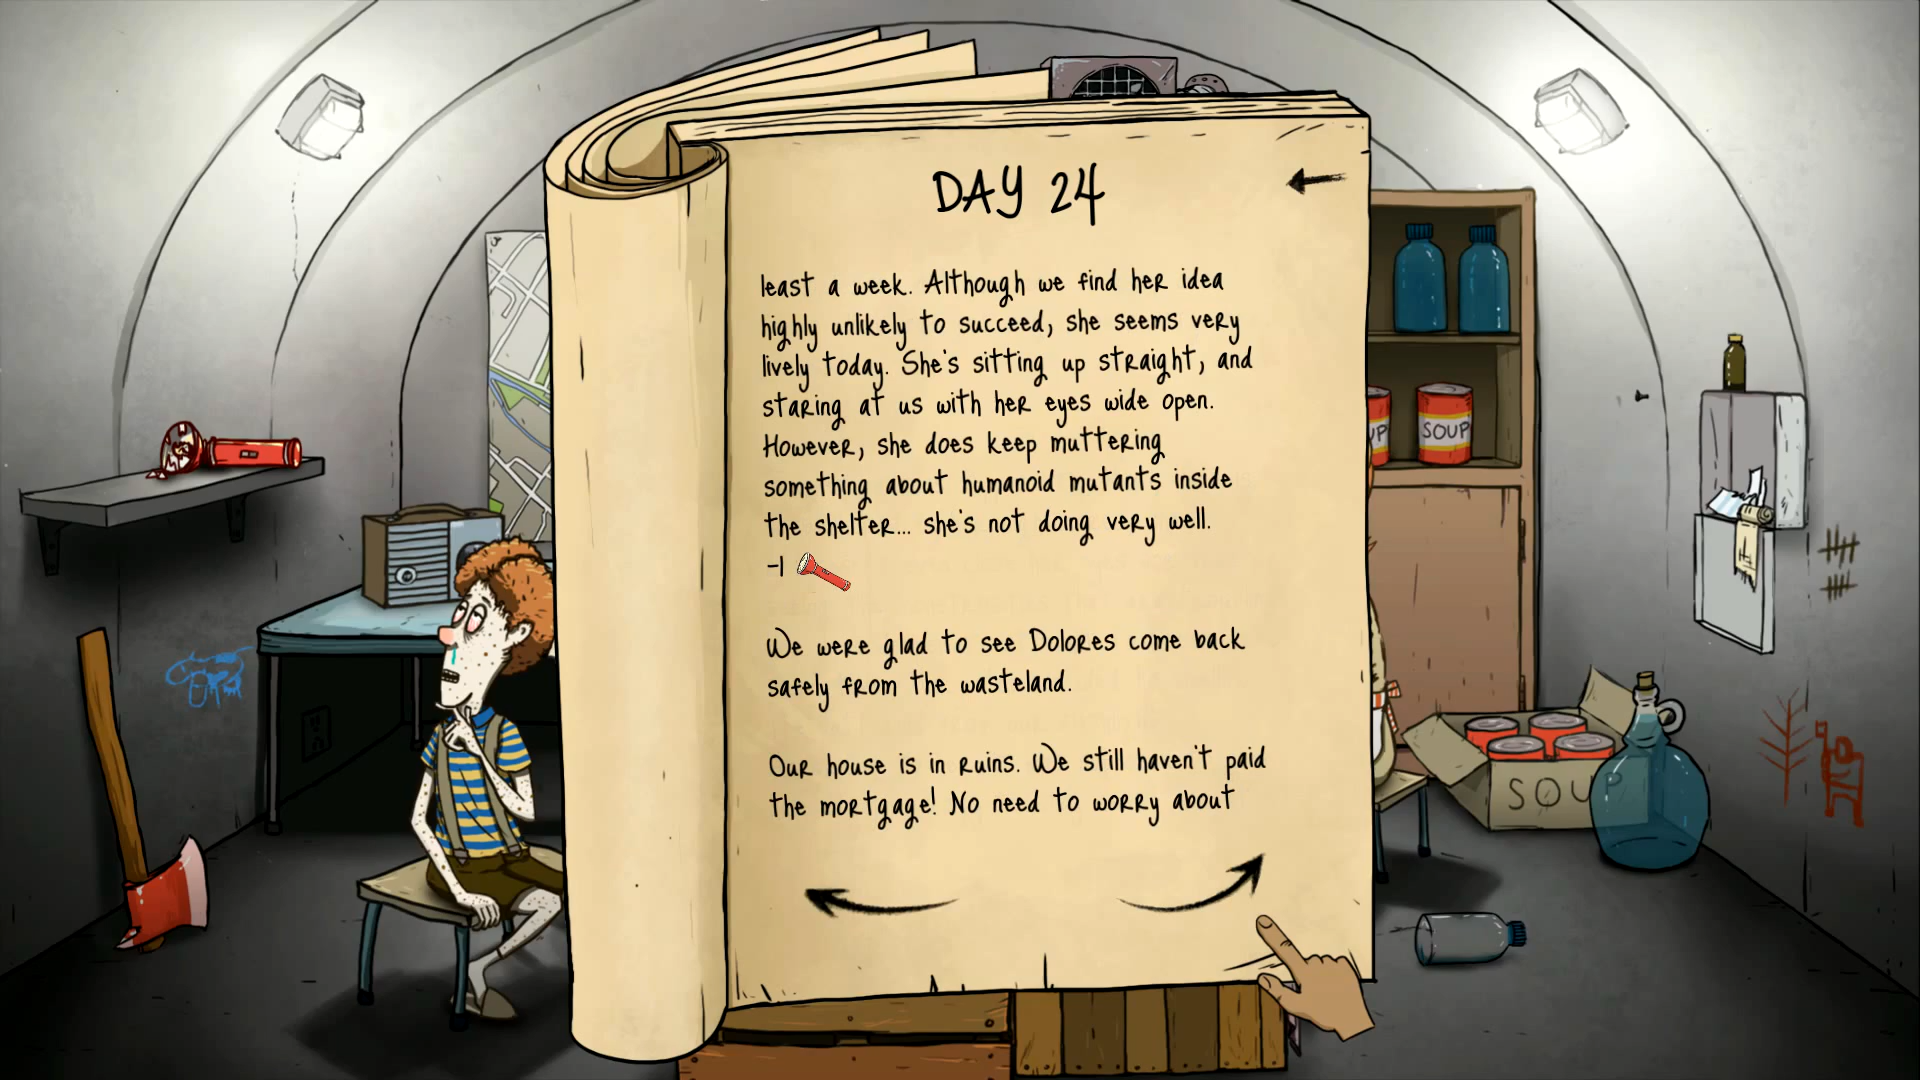 DAY 24
least a week. Although we find her idea
highly unlikely to succeed, she seems very
lively today. She's sitting up straight, and
staring at us with her eyes wide open.
However, she does keep muttering
something about humanoid mutants inside
the shelter... she's not doing very well.
-1
We were glad to see Dolores come back
safely from the wasteland.
Our house is in ruins. We still haven't paid
the mortgage! No need to worry about
UP
SOUP
SOUP